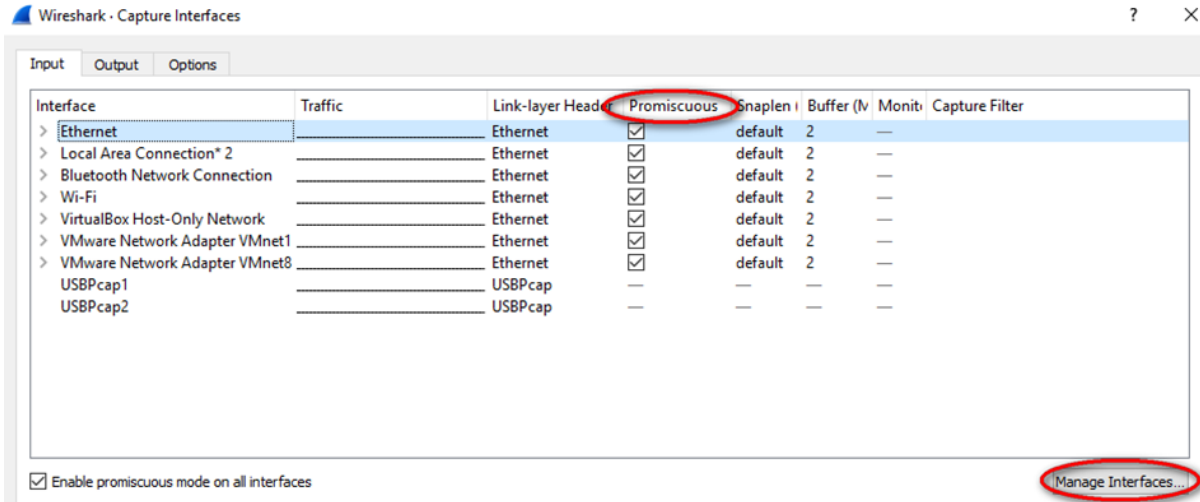 Wireshark · Capture Interfaces ?
Input Output Options
Interface Traffic Link-layer Header Promiscuous Snaplen ( Buffer (M Monito Capture Filter
Ethernet Ethernet default 2 —
Local Area Connection* 2 Ethernet default 2 —
Bluetooth Network Connection Ethernet default 2 —
Wi-Fi Ethernet default 2 —
VirtualBox Host-Only Network Ethernet default 2 —
VMware Network Adapter VMnet1 Ethernet default 2 —
VMware Network Adapter VMnet8 Ethernet default 2 —
USBPcap1 USBPcap — — — —
USBPcap2 USBPcap — — — —
Enable promiscuous mode on all interfaces Manage Interfaces...